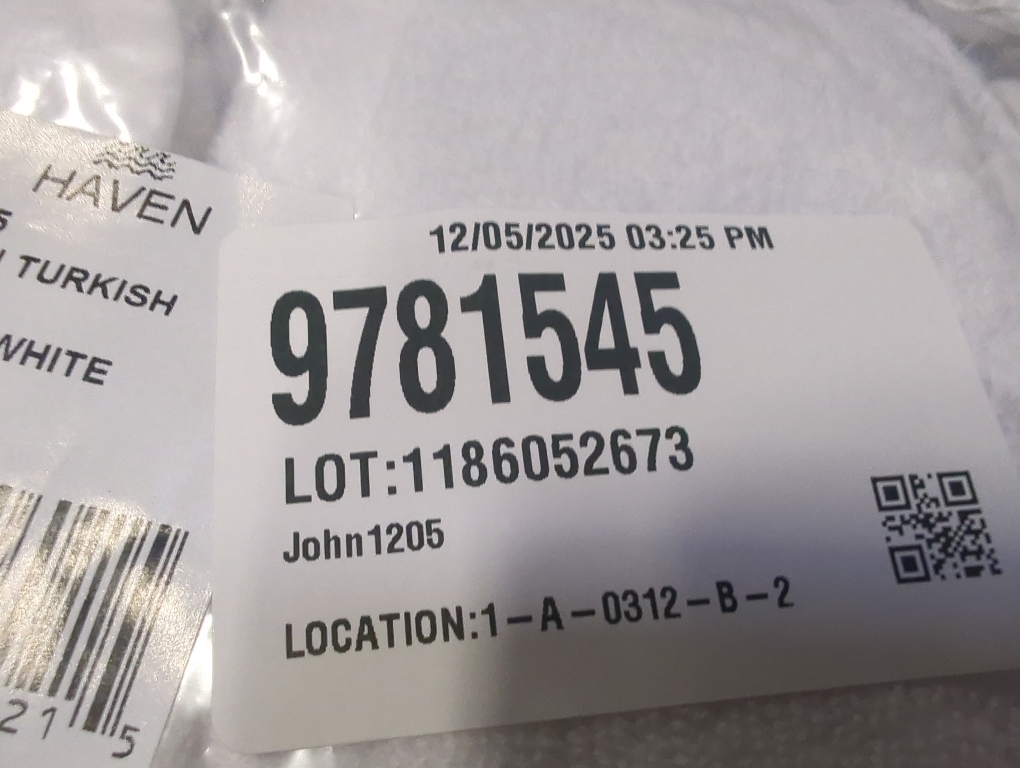 HAVEN
TURKISH
WHITE
21
5
12/05/2025 03:25 PM
9781545
LOT:1186052673
John1205
LOCATION:1-A-0312-B-2